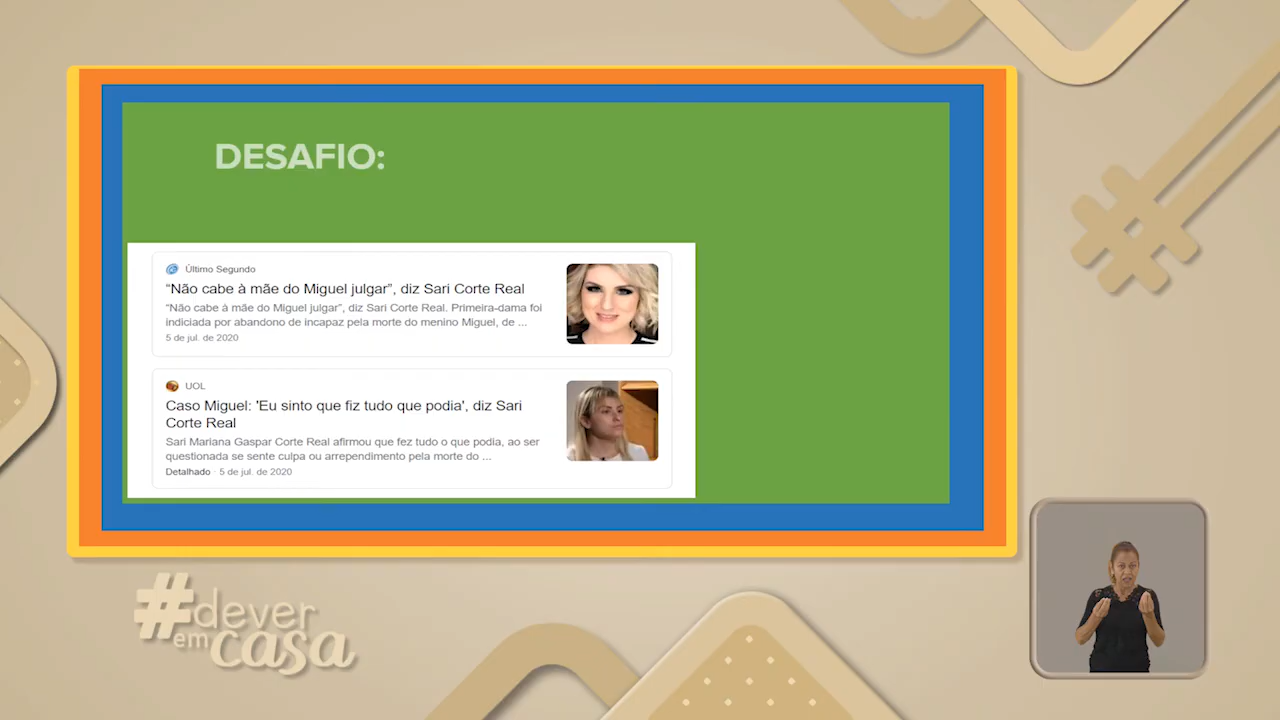 DESAFIO:
Último Segundo
“Não cabe à mãe do Miguel julgar”, diz Sari Corte Real
“Não cabe à mãe do Miguel julgar”, diz Sari Corte Real. Primeira-dama foi
indiciada por abandono de incapaz pela morte do menino Miguel, de ...
5 de jul. de 2020
UOL
Caso Miguel: 'Eu sinto que fiz tudo que podia', diz Sari
Corte Real
Sari Mariana Gaspar Corte Real afirmou que fez tudo o que podia, ao ser
questionada se sente culpa ou arrependimento pela morte do ...
Detalhado · 5 de jul. de 2020
#dever
em casa